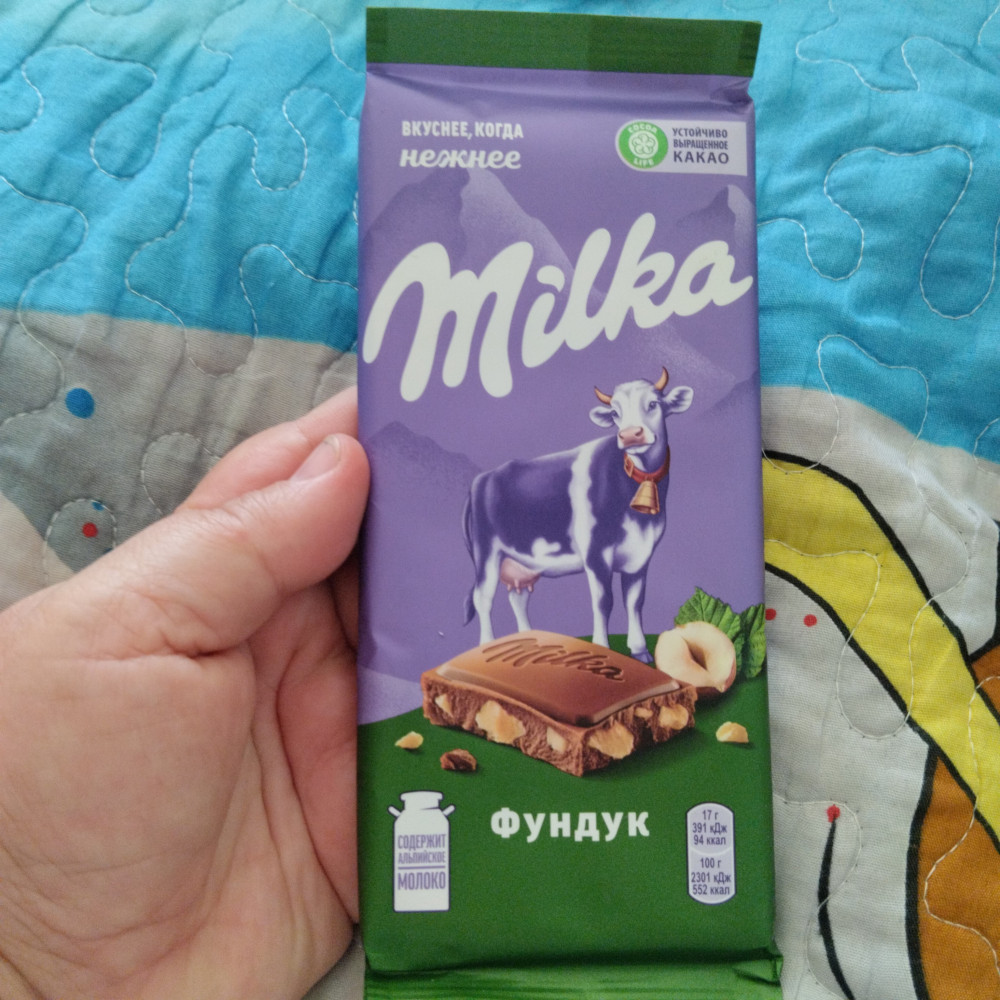 ВКУСНЕЕ, КОГДА
нежнее
COCOA
LIFE
УСТОЙЧИВО
ВЫРАЩЕННОЕ
КАКАО
Milka
Milka
ФУНДУК
СОДЕРЖИТ
АЛЬПИЙСКОЕ
МОЛОКО
17 г
391 кДж
94 ккал
100 г
2301 кДж
552 ккал